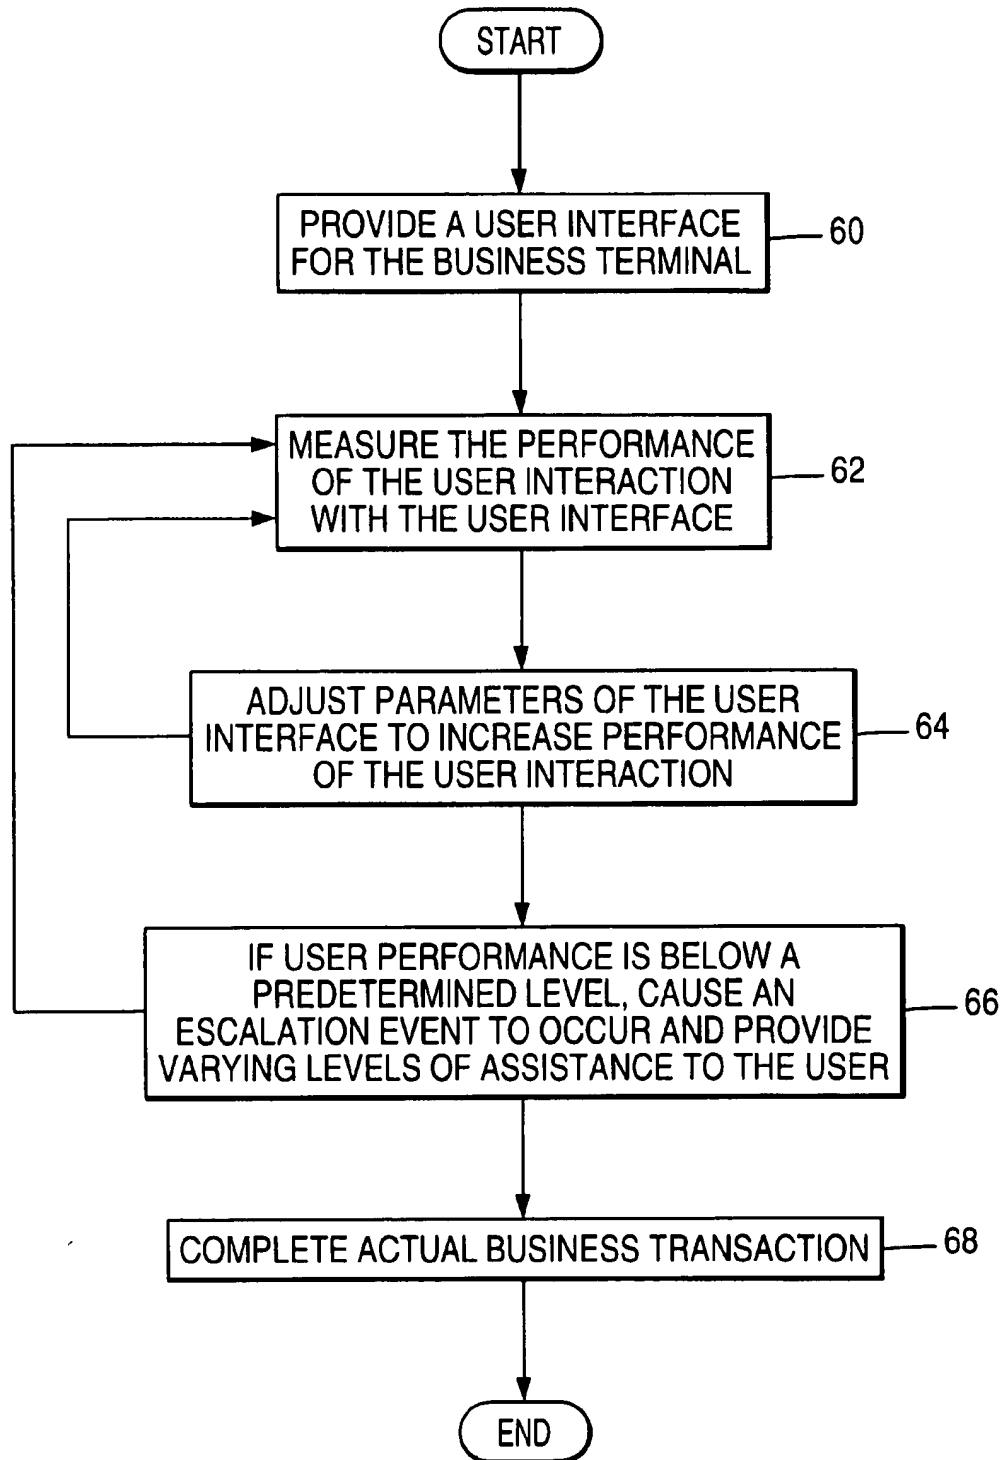 START
PROVIDE A USER INTERFACE
FOR THE BUSINESS TERMINAL
60
MEASURE THE PERFORMANCE
OF THE USER INTERACTION
WITH THE USER INTERFACE
62
ADJUST PARAMETERS OF THE USER
INTERFACE TO INCREASE PERFORMANCE
OF THE USER INTERACTION
64
IF USER PERFORMANCE IS BELOW A
PREDETERMINED LEVEL, CAUSE AN
ESCALATION EVENT TO OCCUR AND PROVIDE
VARYING LEVELS OF ASSISTANCE TO THE USER
66
COMPLETE ACTUAL BUSINESS TRANSACTION
68
END